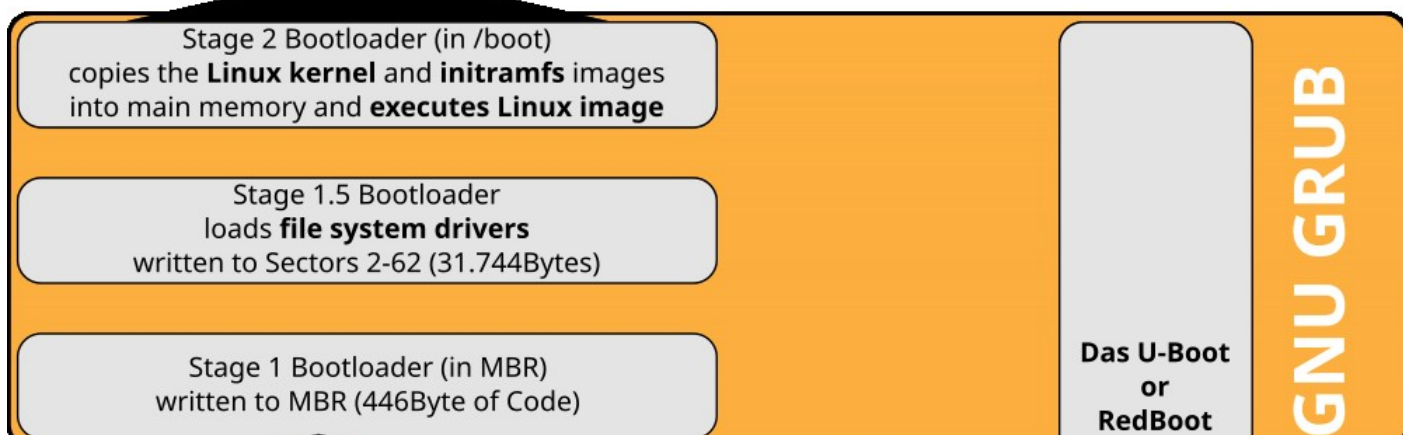 Stage 2 Bootloader (in /boot)
copies the Linux kernel and initramfs images
into main memory and executes Linux image
Stage 1.5 Bootloader
loads file system drivers
written to Sectors 2-62 (31.744Bytes)
Stage 1 Bootloader (in MBR)
written to MBR (446Byte of Code)
Das U-Boot
or
RedBoot
GNU GRUB